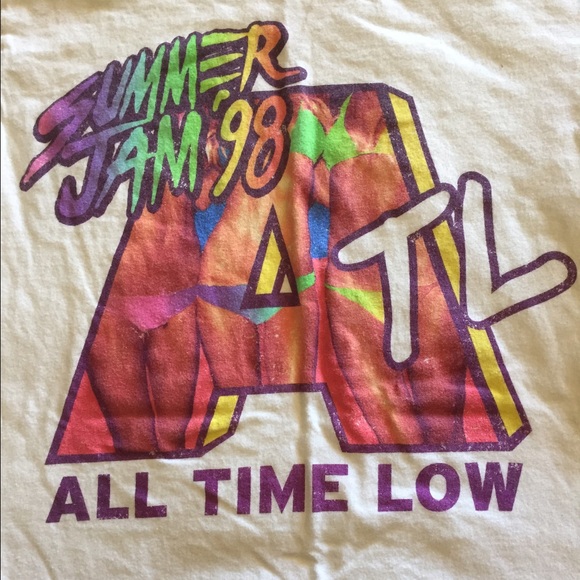 SUMMER
JAM '98
ATL
ALL TIME LOW